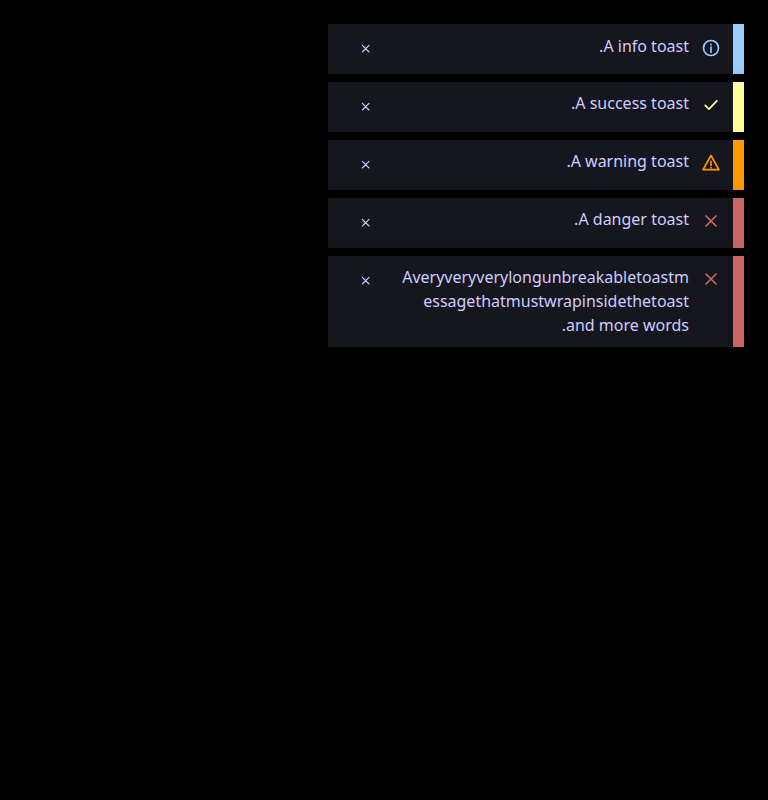 .A info toast
.A success toast
.A warning toast
.A danger toast
Averyveryverylongunbreakabletoastm
essagethatmustwrapinsidethetoast
.and more words